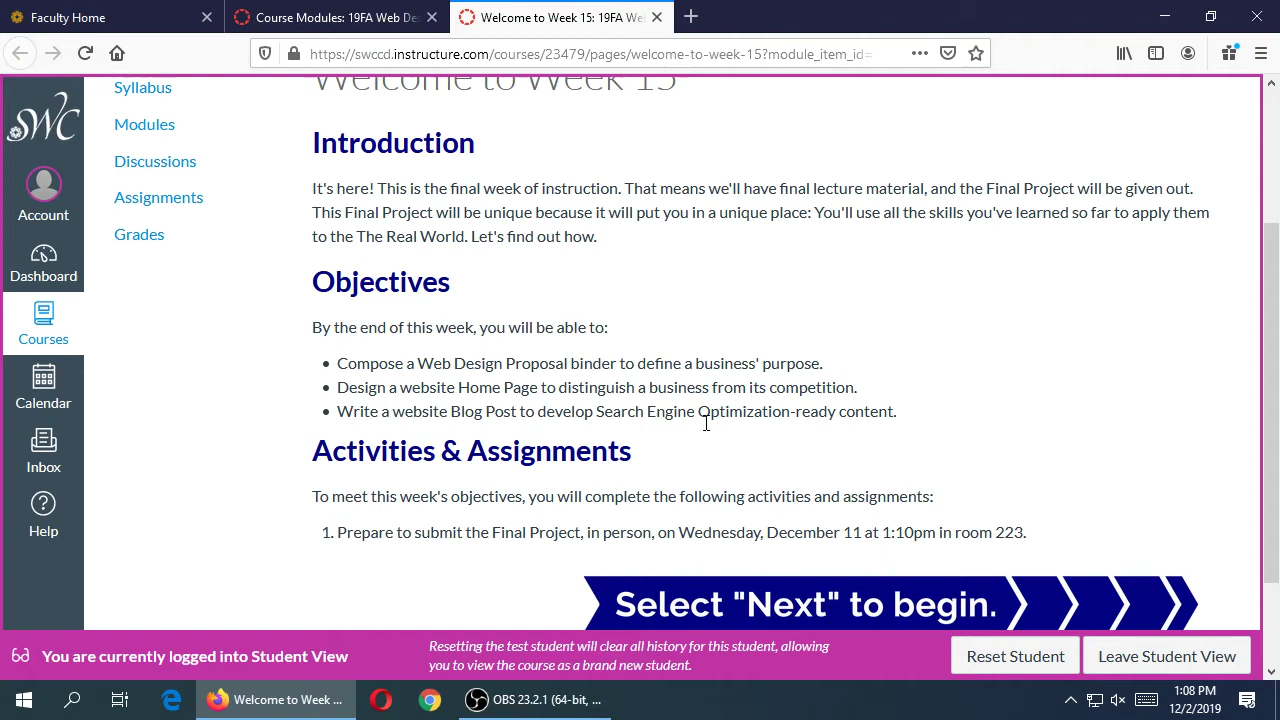 Faculty Home
Course Modules: 19FA Web De
Welcome to Week 15: 19FA We
https://swccd.instructure.com/courses/23479/pages/welcome-to-week-15?module_item_id=
SWC
Account
Dashboard
Courses
Calendar
Inbox
Help
Syllabus
Modules
Discussions
Assignments
Grades
Welcome to Week 15
Introduction
It's here! This is the final week of instruction. That means we'll have final lecture material, and the Final Project will be given out.
This Final Project will be unique because it will put you in a unique place: You'll use all the skills you've learned so far to apply them
to the The Real World. Let's find out how.
Objectives
By the end of this week, you will be able to:
• Compose a Web Design Proposal binder to define a business' purpose.
• Design a website Home Page to distinguish a business from its competition.
• Write a website Blog Post to develop Search Engine Optimization-ready content.
Activities & Assignments
To meet this week's objectives, you will complete the following activities and assignments:
1. Prepare to submit the Final Project, in person, on Wednesday, December 11 at 1:10pm in room 223.
Select "Next" to begin.
You are currently logged into Student View
Resetting the test student will clear all history for this student, allowing
you to view the course as a brand new student.
Reset Student
Leave Student View
Welcome to Week ...
OBS 23.2.1 (64-bit, ...
1:08 PM
12/2/2019